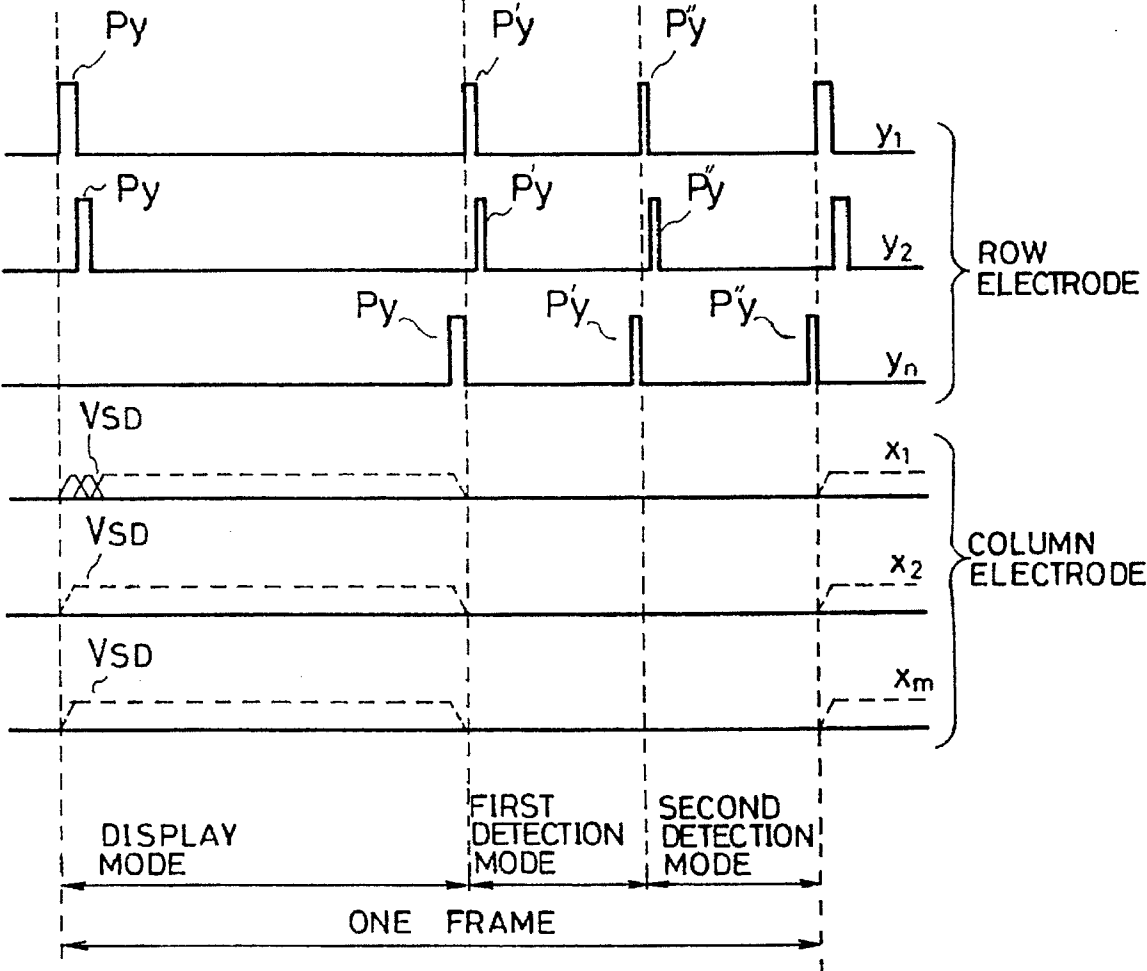 Py P'y P''y
y1
Py P'y P''y
y2
ROW
ELECTRODE
Py P'y P''y
yn
VSD
x1
VSD
x2
COLUMN
ELECTRODE
VSD
xm
DISPLAY
MODE
FIRST
DETECTION
MODE
SECOND
DETECTION
MODE
ONE FRAME